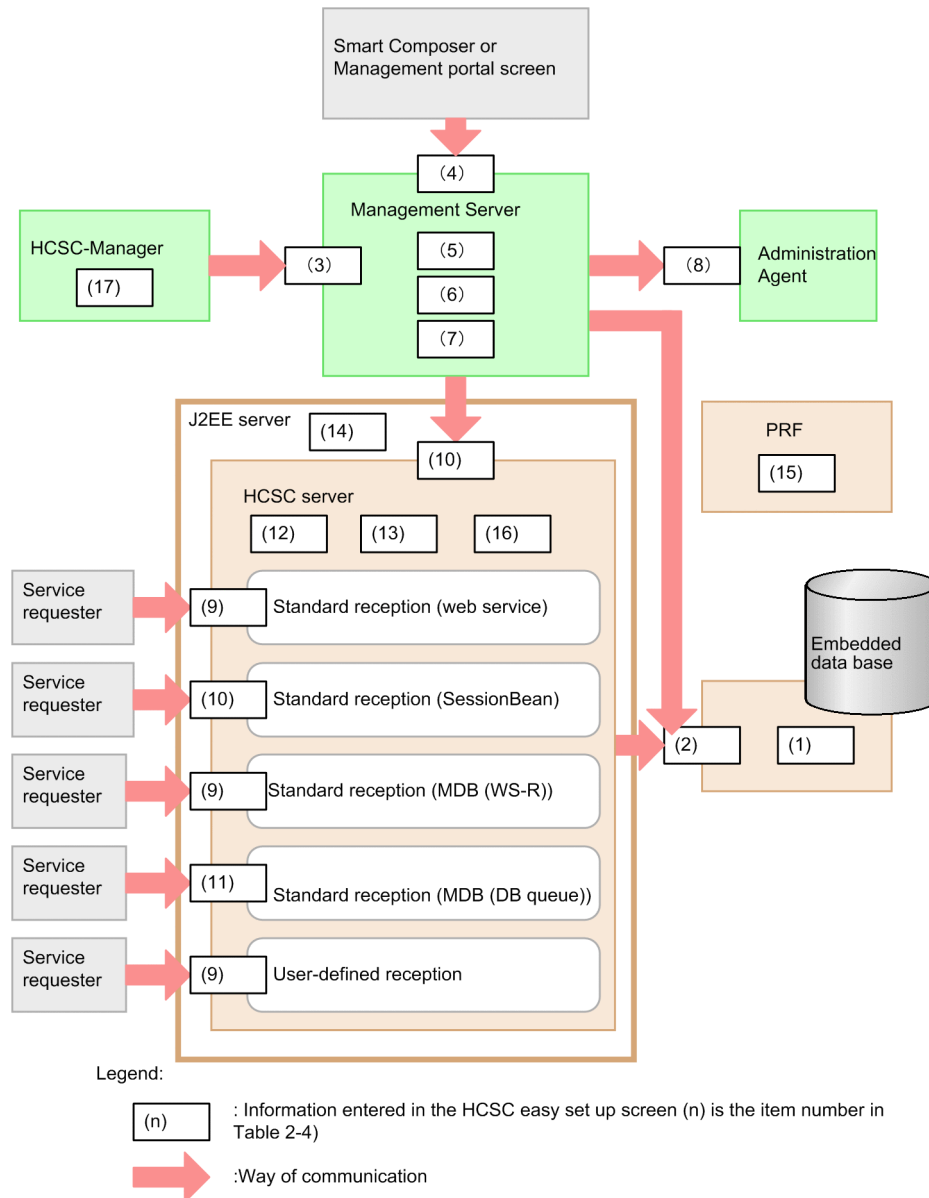 Smart Composer or
Management portal screen
（4）
Management Server
HCSC-Manager
(17)
（3）
（5）
（6）
（7）
（8）
Administration
Agent
J2EE server
(14)
(10)
HCSC server
(12)
(13)
(16)
PRF
(15)
Service
requester
(9)
Standard reception (web service)
Embedded
data base
Service
requester
(10)
Standard reception (SessionBean)
(2)
(1)
Service
requester
(9)
Standard reception (MDB (WS-R))
Service
requester
(11)
Standard reception (MDB (DB queue))
Service
requester
(9)
User-defined reception
Legend:
(n)
: Information entered in the HCSC easy set up screen (n) is the item number in
Table 2-4)
:Way of communication